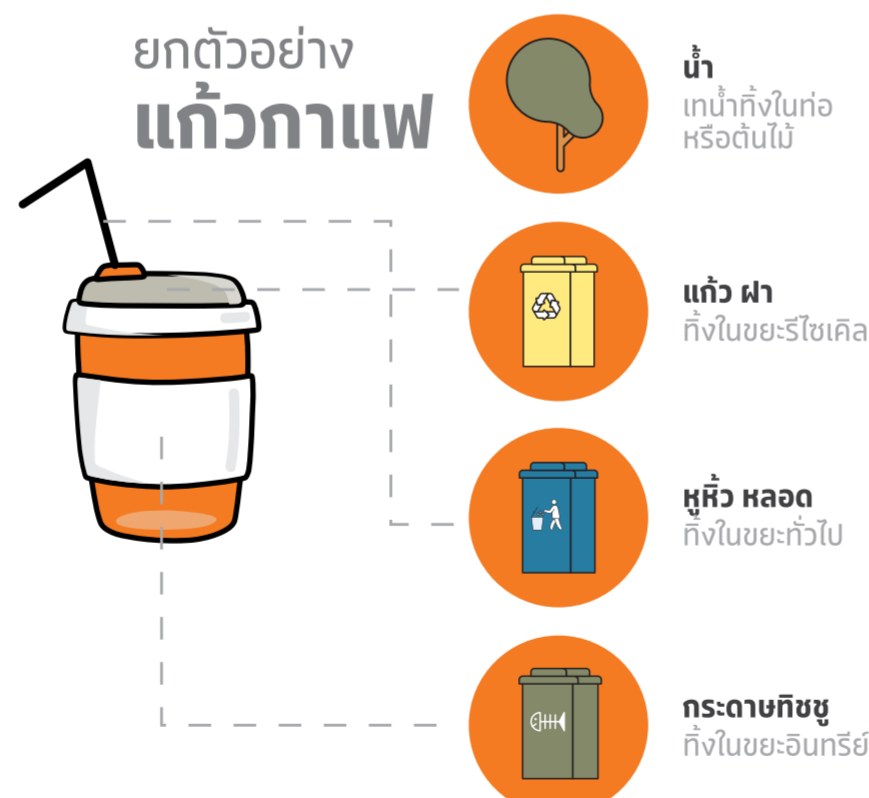 ยกตัวอย่าง
แก้วกาแฟ
น้ำ
เทน้ำทิ้งในท่อ
หรือต้นไม้
แก้ว ฝา
ทิ้งในขยะรีไซเคิล
หูหิ้ว หลอด
ทิ้งในขยะทั่วไป
กระดาษทิชชู
ทิ้งในขยะอินทรีย์